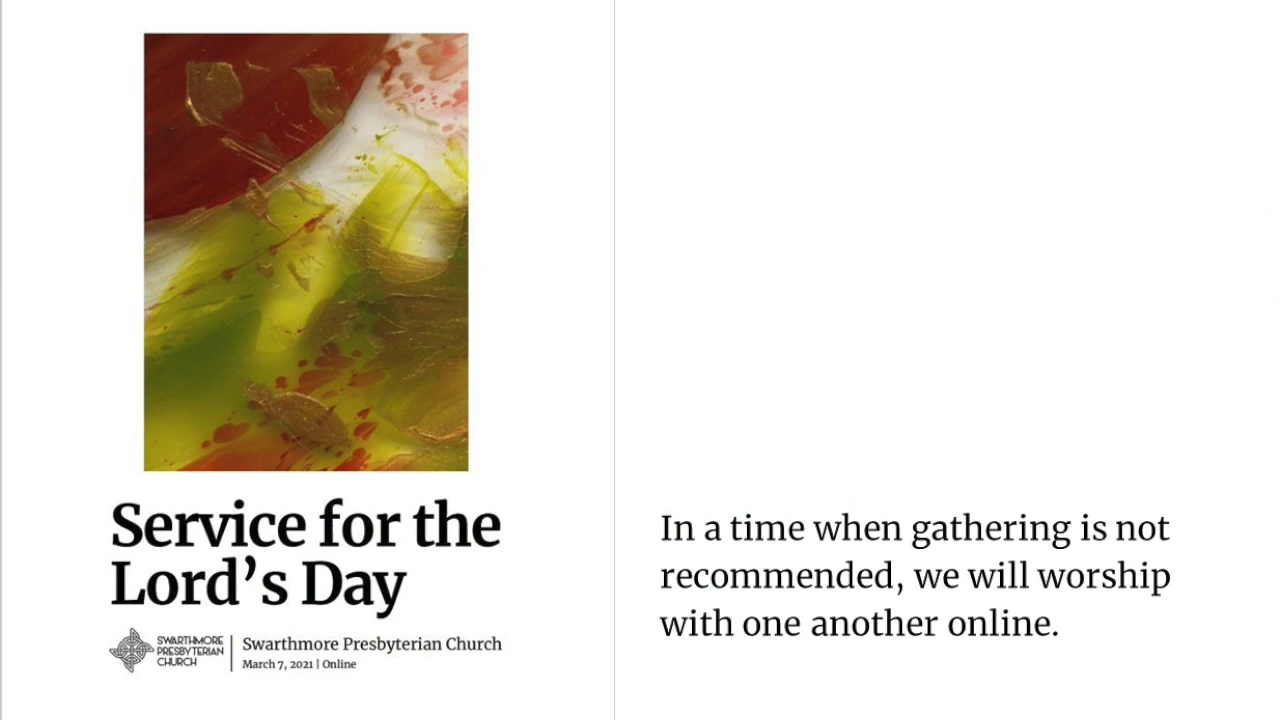 Service for the
Lord’s Day
SWARTHMORE
PRESBYTERIAN
CHURCH
Swarthmore Presbyterian Church
March 7, 2021 | Online
In a time when gathering is not
recommended, we will worship
with one another online.